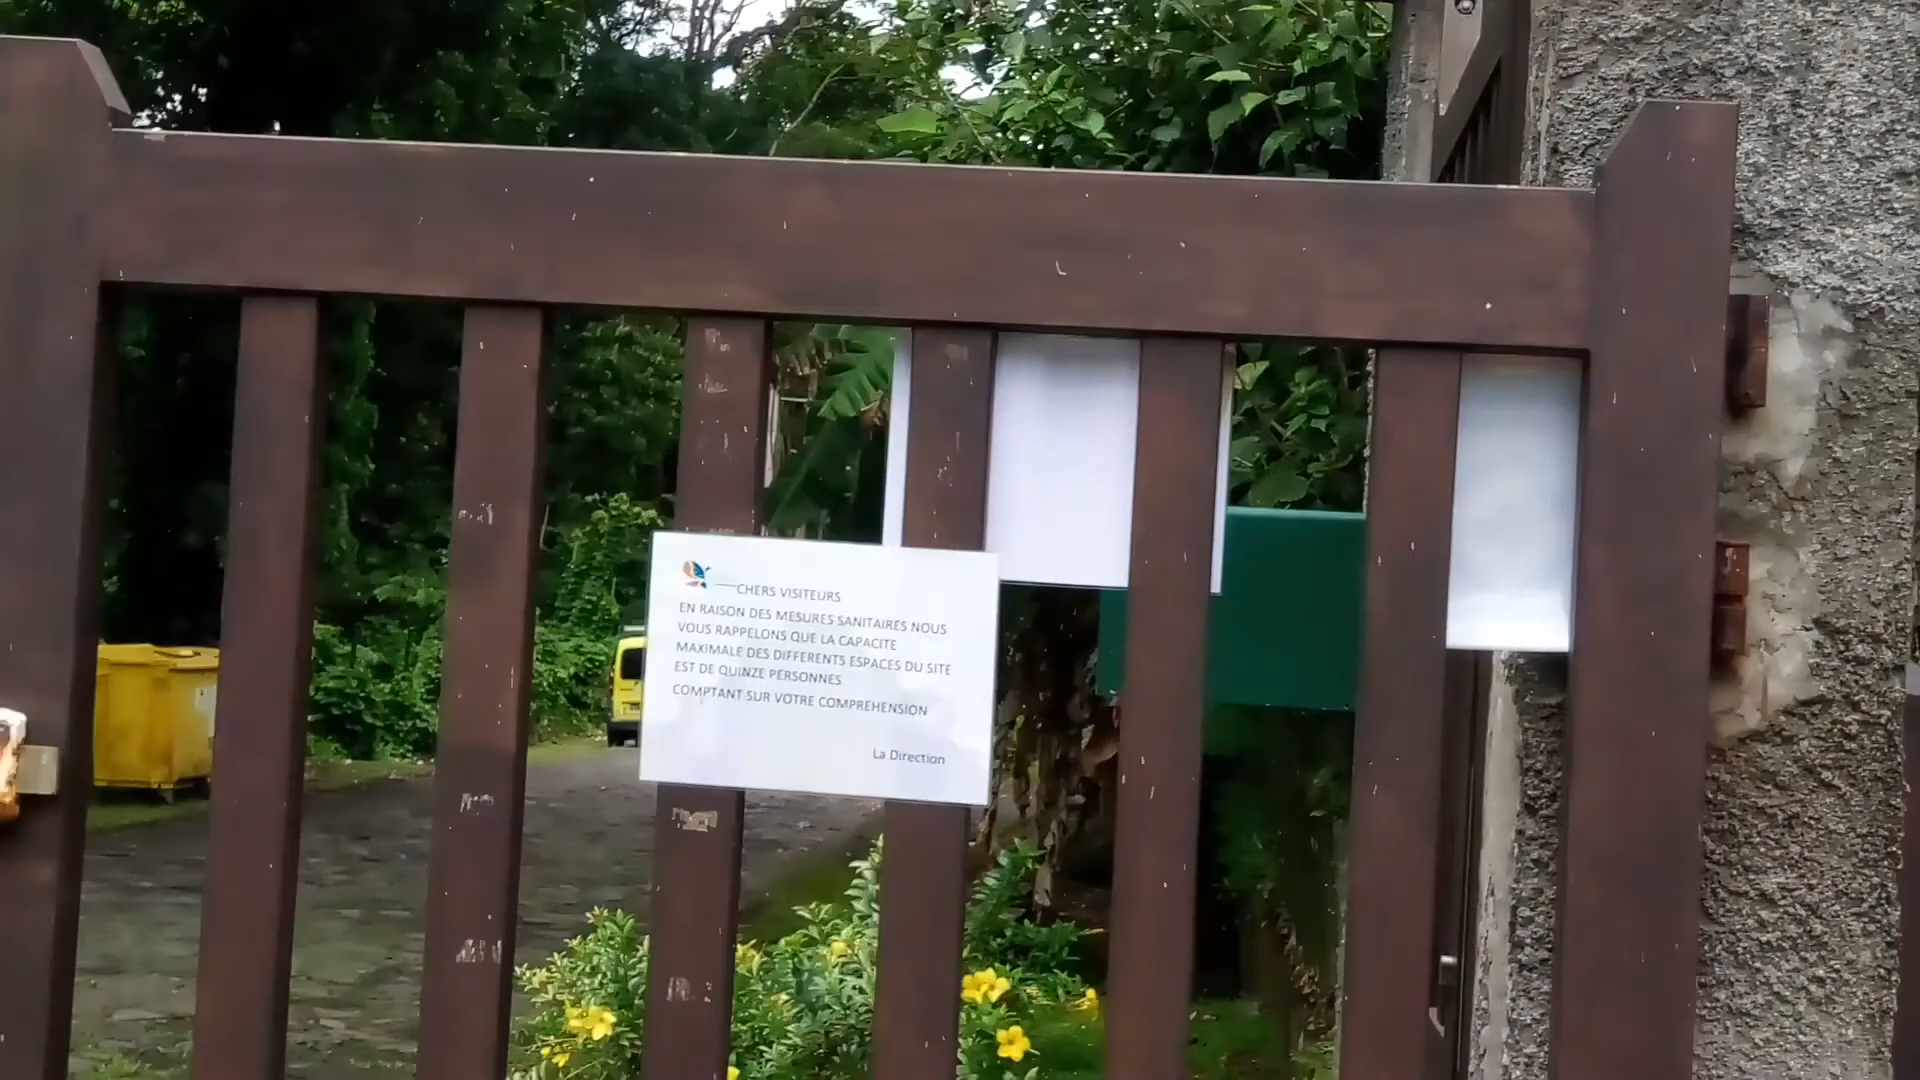 CHERS VISITEURS
EN RAISON DES MESURES SANITAIRES NOUS
VOUS RAPPELONS QUE LA CAPACITE
MAXIMALE DES DIFFERENTS ESPACES DU SITE
EST DE QUINZE PERSONNES
COMPTANT SUR VOTRE COMPREHENSION
La Direction